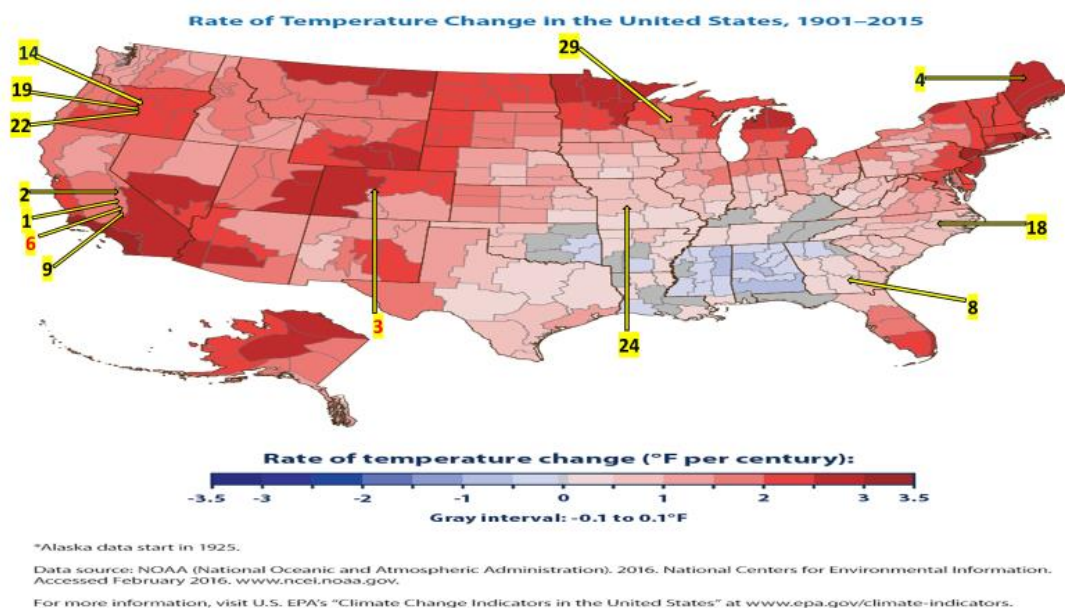 Rate of Temperature Change in the United States, 1901–2015
14
29
4
19
22
2
1
6
9
18
3
8
24
Rate of temperature change (°F per century):
-3.5 -3 -2 -1 0 1 2 3 3.5
Gray interval: -0.1 to 0.1°F
*Alaska data start in 1925.
Data source: NOAA (National Oceanic and Atmospheric Administration). 2016. National Centers for Environmental Information.
Accessed February 2016. www.ncei.noaa.gov.
For more information, visit U.S. EPA's "Climate Change Indicators in the United States" at www.epa.gov/climate-indicators.